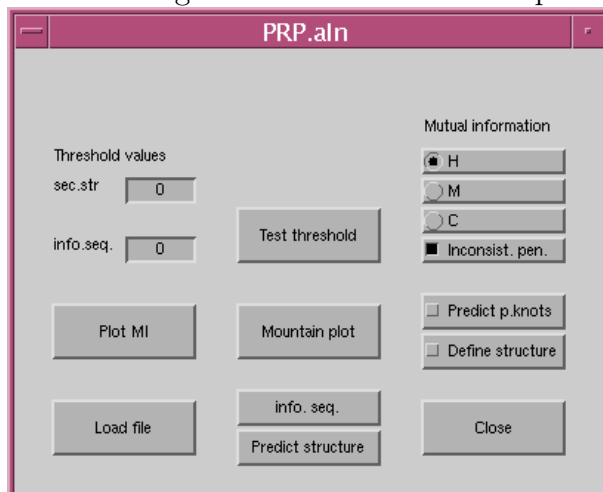 PRP.aln
Mutual information
Threshold values
H
sec.str 0
M
C
Test threshold
info.seq. 0
Inconsist. pen.
Predict p.knots
Plot MI
Mountain plot
Define structure
info. seq.
Load file
Close
Predict structure